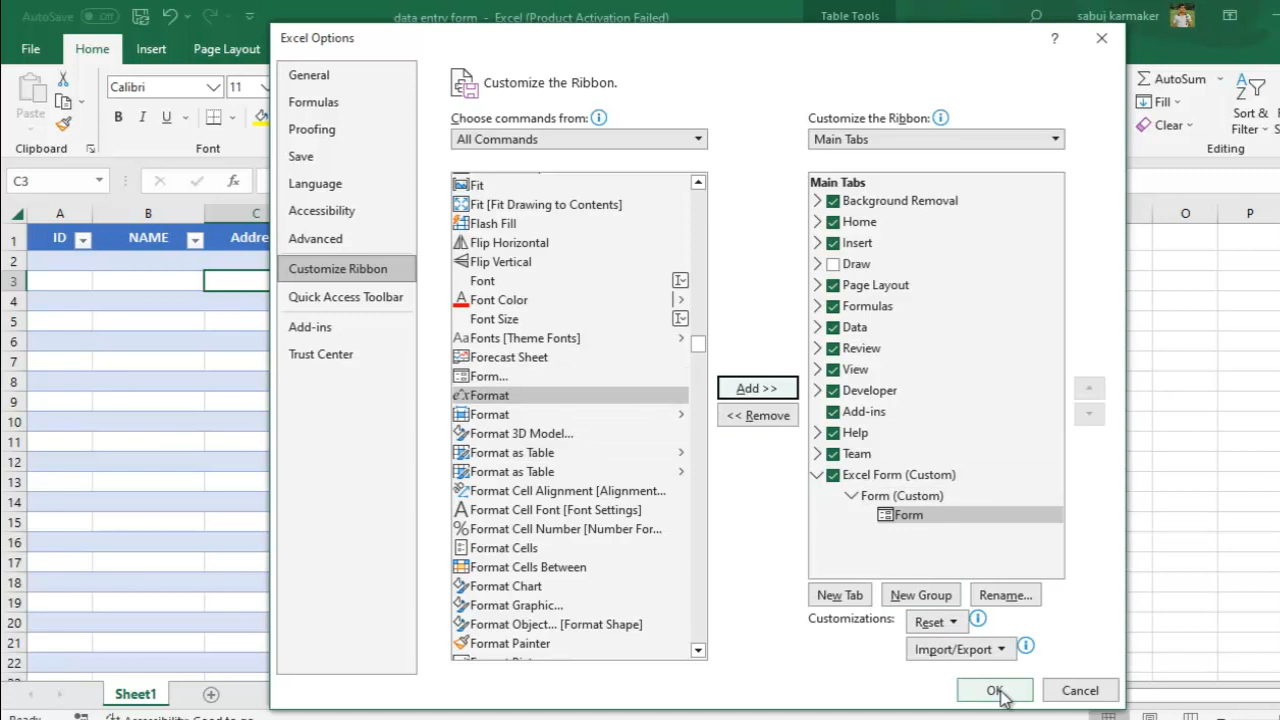 AutoSave Off data entry form - Excel (Product Activation Failed) Table Tools sabuj karmaker
File Home Insert Page Layout
Excel Options
?
Paste
Clipboard
Calibri 11
B I U
Font
AutoSum
Fill
Clear
Sort &
Filter
Editing
C3
fx
A B C O P
ID NAME Addre
1
2
3
4
5
6
7
8
9
10
11
12
13
14
15
16
17
18
19
20
21
22
Sheet1
Ready
General
Formulas
Proofing
Save
Language
Accessibility
Advanced
Customize Ribbon
Quick Access Toolbar
Add-ins
Trust Center
Customize the Ribbon.
Choose commands from:
All Commands
Fit
Fit [Fit Drawing to Contents]
Flash Fill
Flip Horizontal
Flip Vertical
Font
Font Color
Font Size
Fonts [Theme Fonts]
Forecast Sheet
Form...
Format
Format
Format 3D Model...
Format as Table
Format as Table
Format Cell Alignment [Alignment...
Format Cell Font [Font Settings]
Format Cell Number [Number For...
Format Cells
Format Cells Between
Format Chart
Format Graphic...
Format Object... [Format Shape]
Format Painter
Add >>
<< Remove
Customize the Ribbon:
Main Tabs
Main Tabs
Background Removal
Home
Insert
Draw
Page Layout
Formulas
Data
Review
View
Developer
Add-ins
Help
Team
Excel Form (Custom)
Form (Custom)
Form
New Tab New Group Rename...
Customizations: Reset
Import/Export
OK Cancel